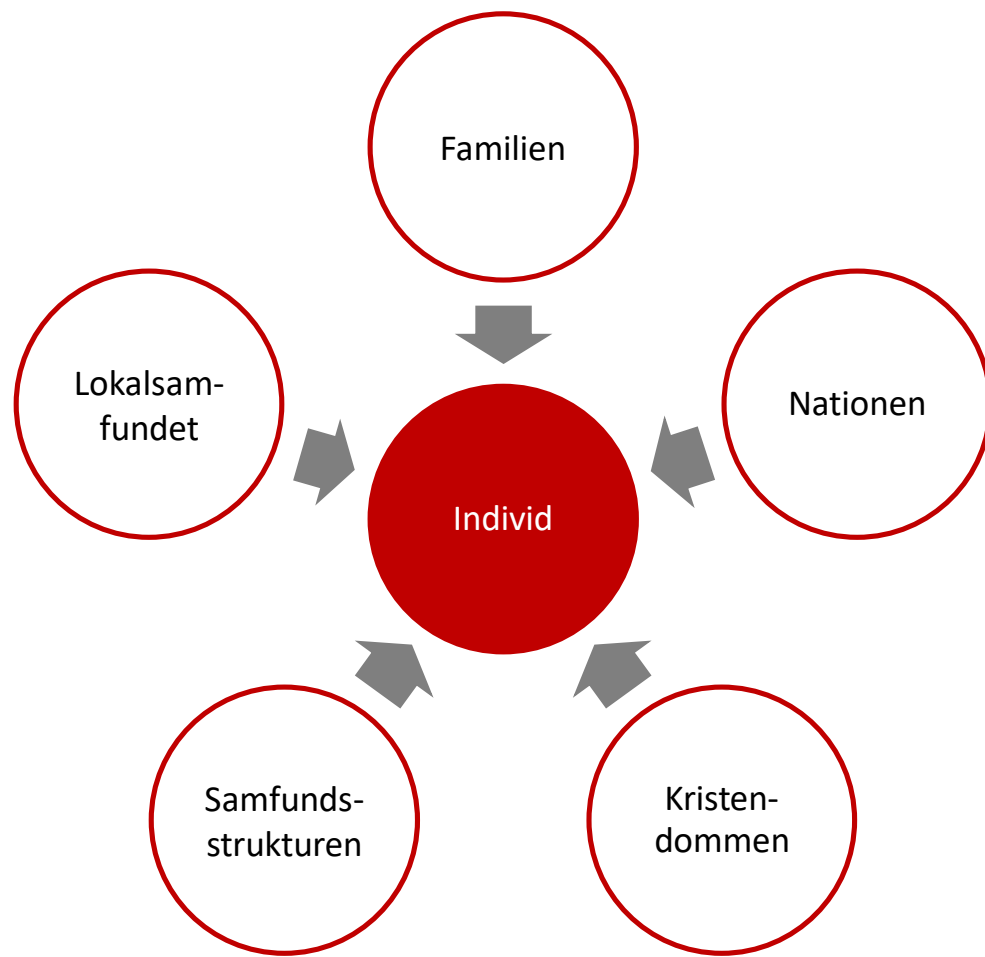 Familien
Lokalsam-
fundet
Nationen
Individ
Samfunds-
strukturen
Kristen-
dommen